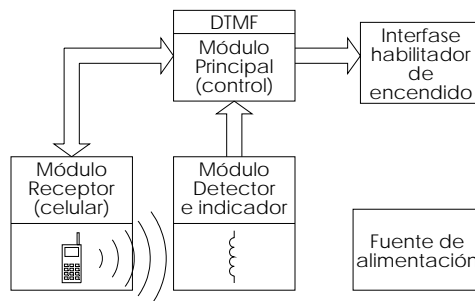 DTMF
Módulo
Principal
(control)
Interfase
habilitador
de
encendido
Módulo
Receptor
(celular)
Módulo
Detector
e indicador
Fuente de
alimentación